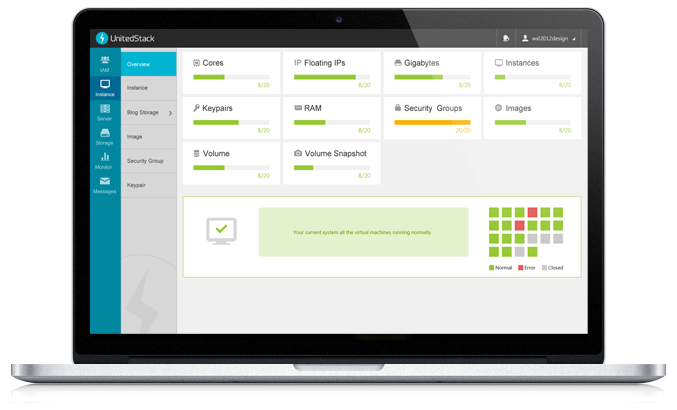 UnitedStack
wxl2012design
IAM
Instance
Server
Storage
Monitor
Messages
Overview
Instance
Blog Storage
Image
Security Group
Keypair
Cores
8/20
IP Floating IPs
8/20
Gigabytes
8/20
Instances
8/20
Keypairs
8/20
RAM
8/20
Security Groups
20/20
Images
8/20
Volume
8/20
Volume Snapshot
8/20
Your current system all the virtual machines running normally.
Normal Error Closed